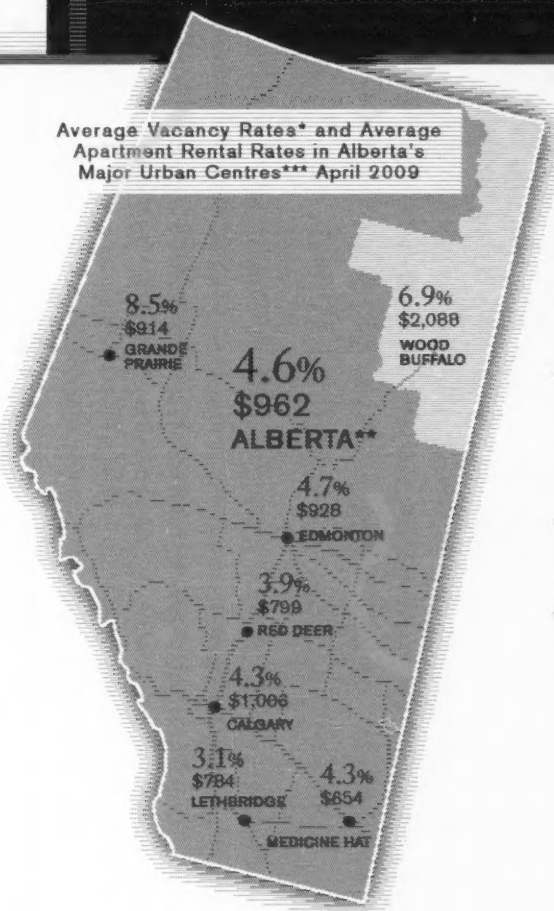 Average Vacancy Rates* and Average
Apartment Rental Rates in Alberta's
Major Urban Centres*** April 2009
8.5%
$914
GRANDE
PRAIRIE
6.9%
$2,088
WOOD
BUFFALO
4.6%
$962
ALBERTA**
4.7%
$928
EDMONTON
3.9%
$799
RED DEER
4.3%
$1,006
CALGARY
3.1%
$784
LETHBRIDGE
4.3%
$654
MEDICINE HAT